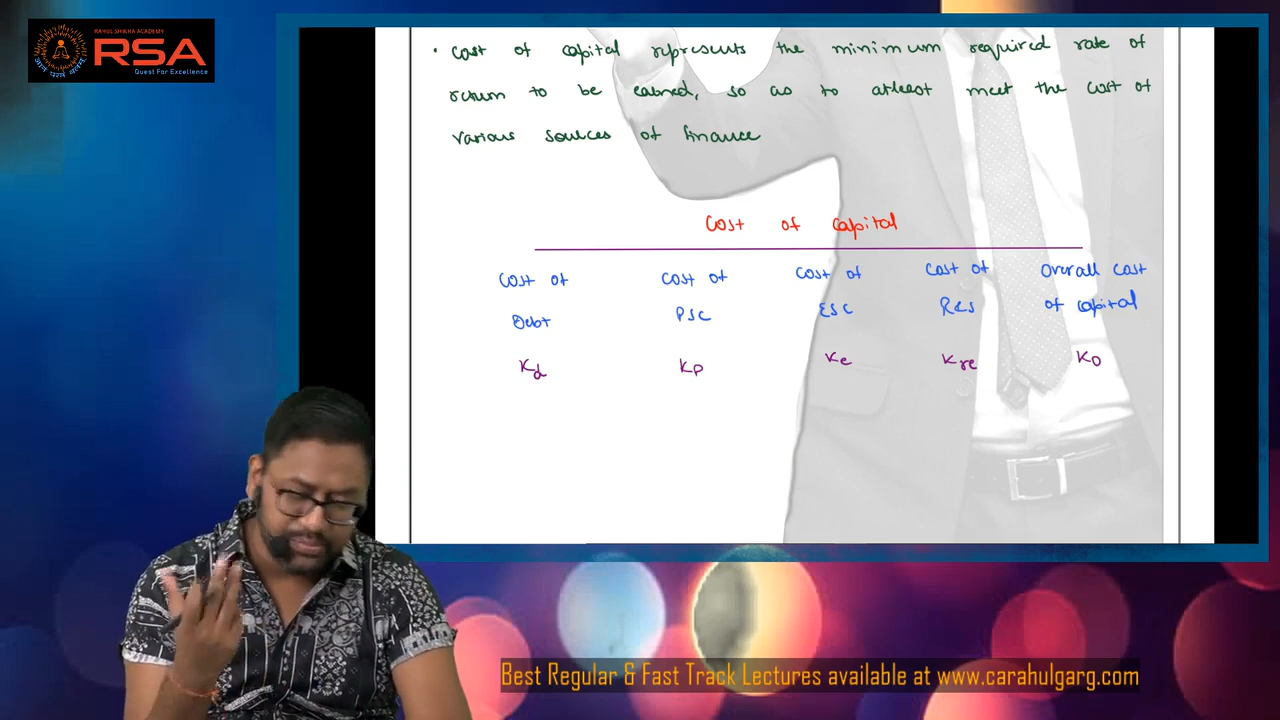 RAHUL SHIKHA ACADEMY
RSA
Quest For Excellence
• Cost of capital represents the minimum required rate of
return to be earned, so as to atleast meet the cost of
various sources of finance
Cost of capital
Cost of Debt Kd
Cost of PSC Kp
Cost of ESC Ke
Cost of R&S Kre
Overall cost of capital Ko
Best Regular & Fast Track Lectures available at www.carahulgarg.com